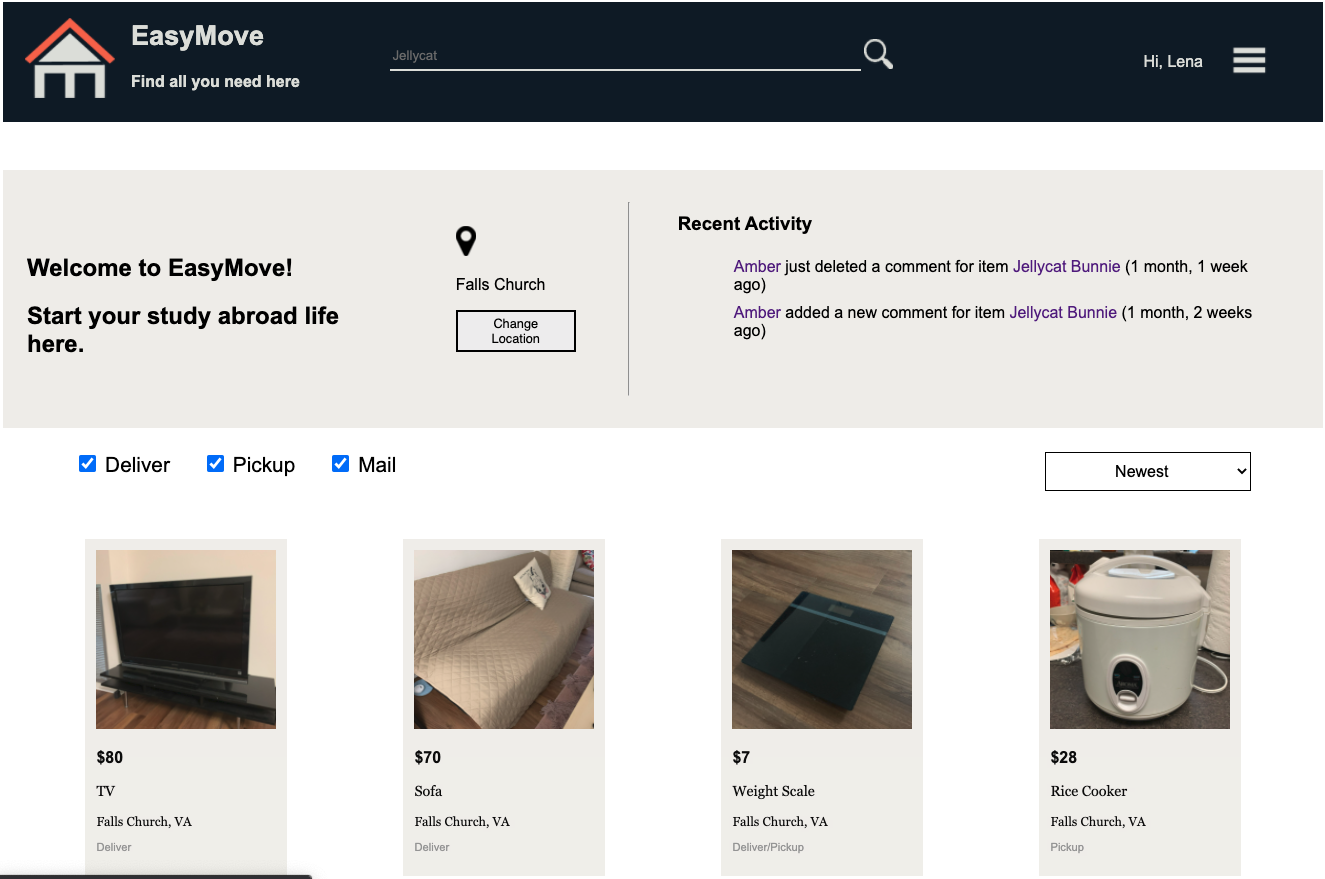 EasyMove
Find all you need here
Jellycat
Hi, Lena
Welcome to EasyMove!
Start your study abroad life
here.
Falls Church
Change
Location
Recent Activity
Amber just deleted a comment for item Jellycat Bunnie (1 month, 1 week
ago)
Amber added a new comment for item Jellycat Bunnie (1 month, 2 weeks
ago)
Deliver
Pickup
Mail
Newest
$80
TV
Falls Church, VA
Deliver
$70
Sofa
Falls Church, VA
Deliver
$7
Weight Scale
Falls Church, VA
Deliver/Pickup
$28
Rice Cooker
Falls Church, VA
Pickup